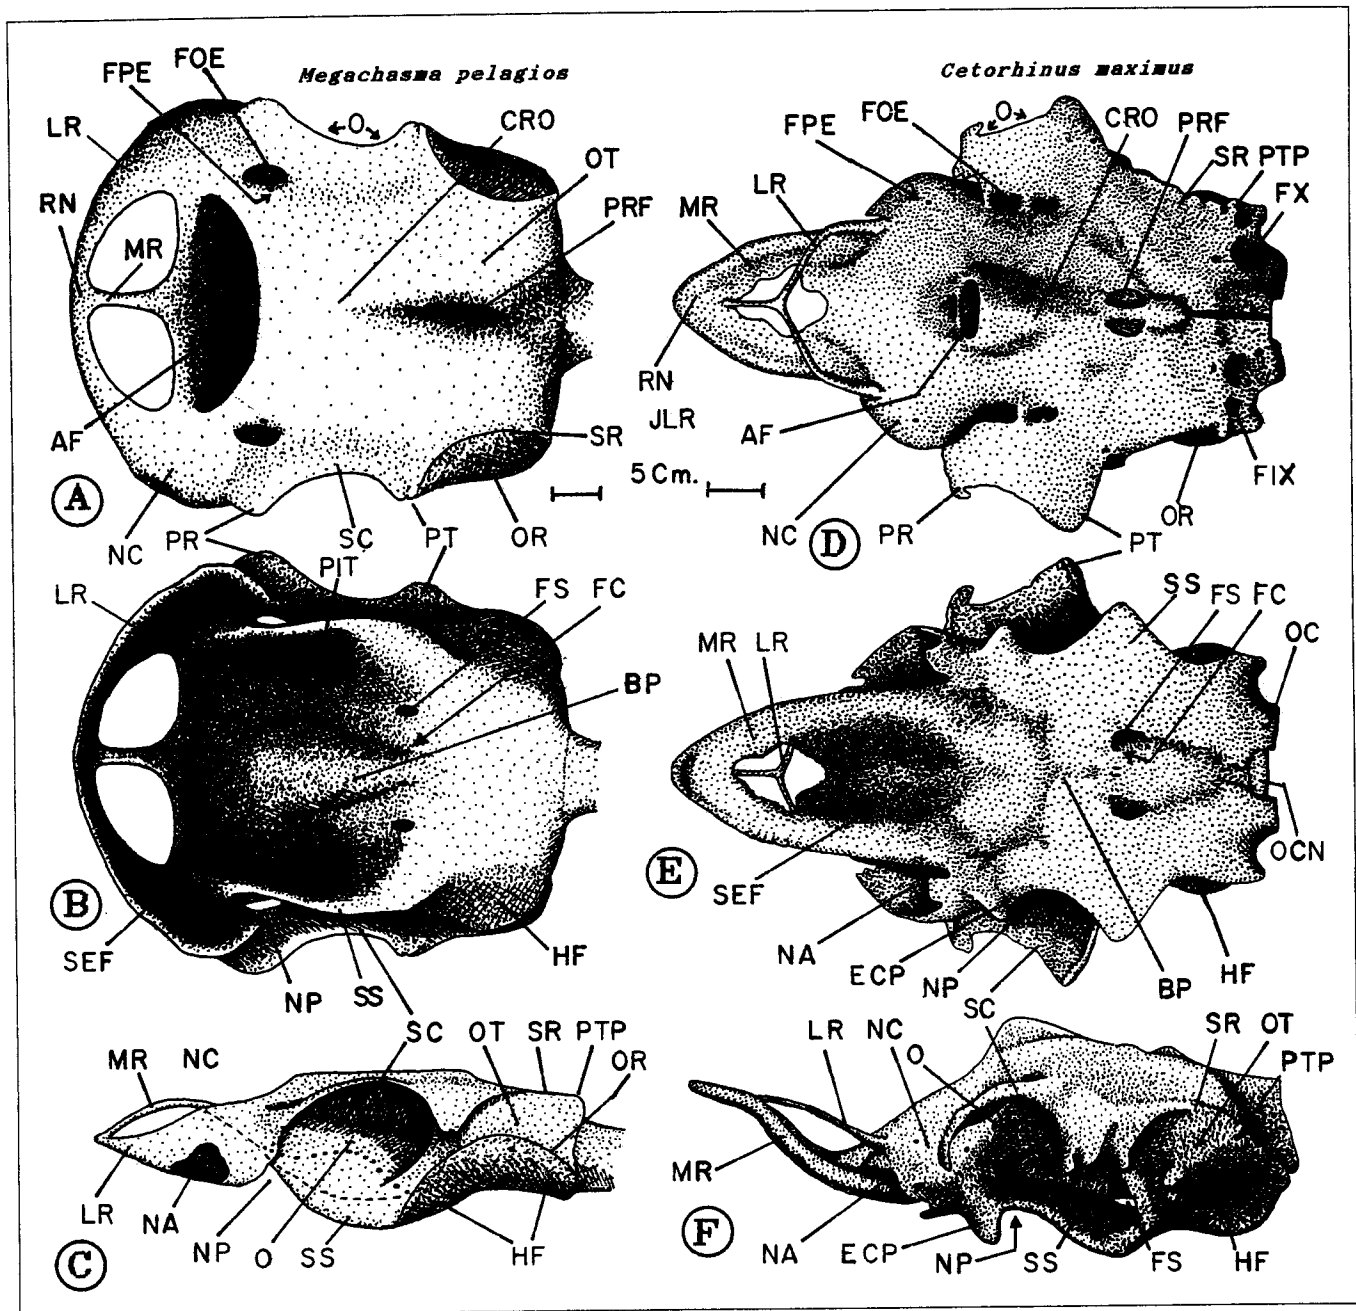 Megachasma pelagios
Cetorhinus maximus
FOE
FPE
LR
O
CRO
OT
RN
MR
PRF
AF
SR
NC
PR
SC
PT
OR
A
5 Cm.
FPE
FOE
O
CRO
PRF
SR
PTP
FX
LR
MR
RN
JLR
AF
NC
PR
PT
OR
FIX
D
LR
PIT
FS
FC
BP
B
SEF
NP
SS
SC
HF
MR
LR
SS
FS
FC
OC
E
SEF
NA
ECP
NP
SC
BP
HF
OCN
MR
NC
OT
SR
PTP
OR
LR
NA
NP
O
SS
HF
C
LR
NC
O
SR
OT
PTP
MR
NA
ECP
NP
SS
FS
HF
F